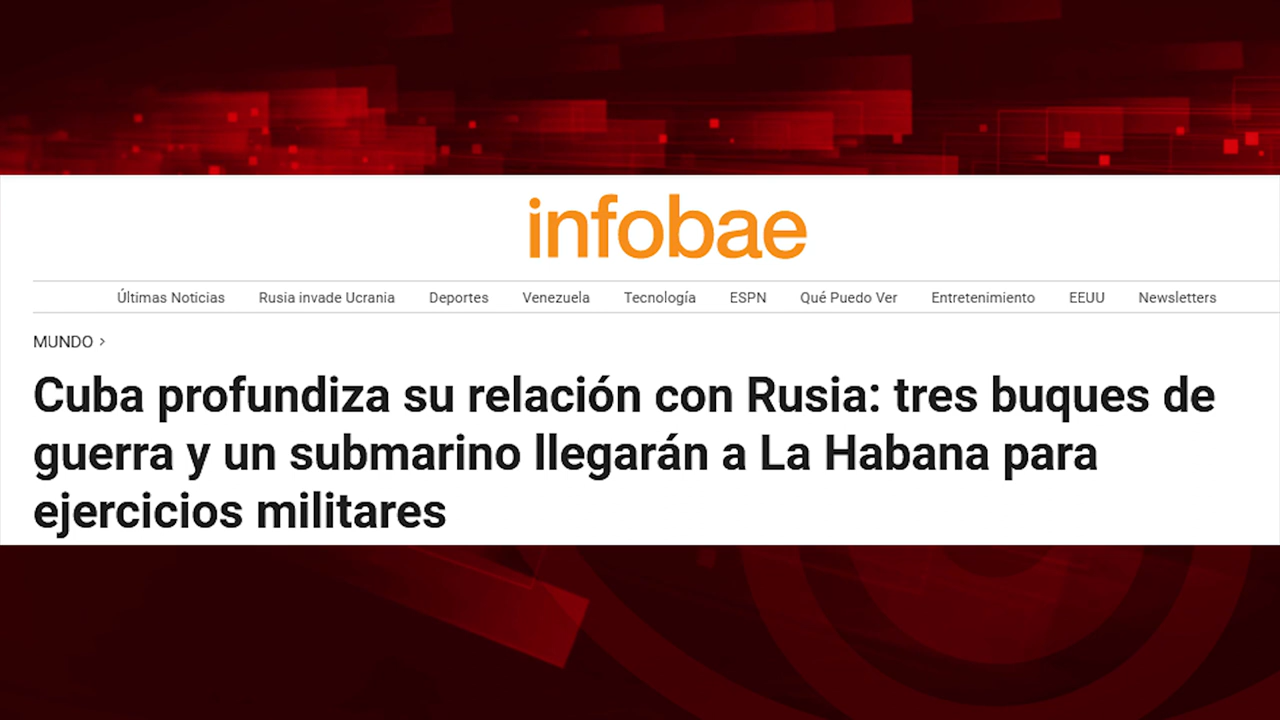 infobae
Últimas Noticias Rusia invade Ucrania Deportes Venezuela Tecnología ESPN Qué Puedo Ver Entretenimiento EEUU Newsletters
MUNDO >
Cuba profundiza su relación con Rusia: tres buques de
guerra y un submarino llegarán a La Habana para
ejercicios militares